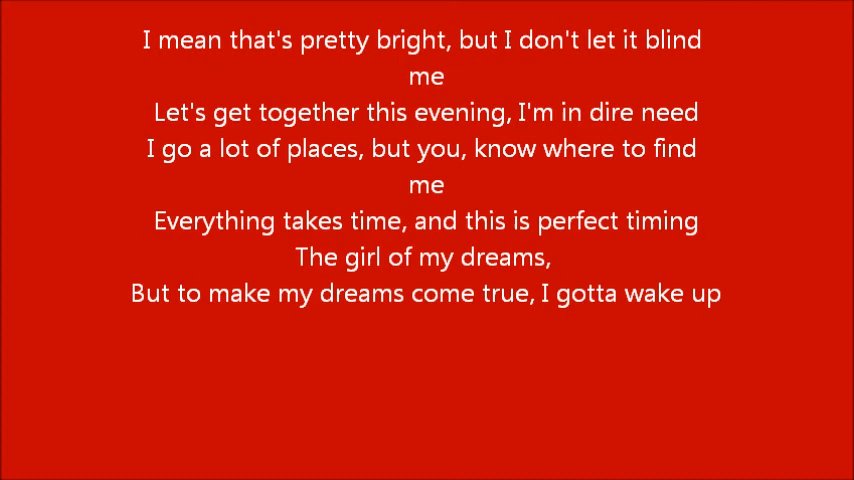 I mean that's pretty bright, but I don't let it blind
me
Let's get together this evening, I'm in dire need
I go a lot of places, but you, know where to find
me
Everything takes time, and this is perfect timing
The girl of my dreams,
But to make my dreams come true, I gotta wake up